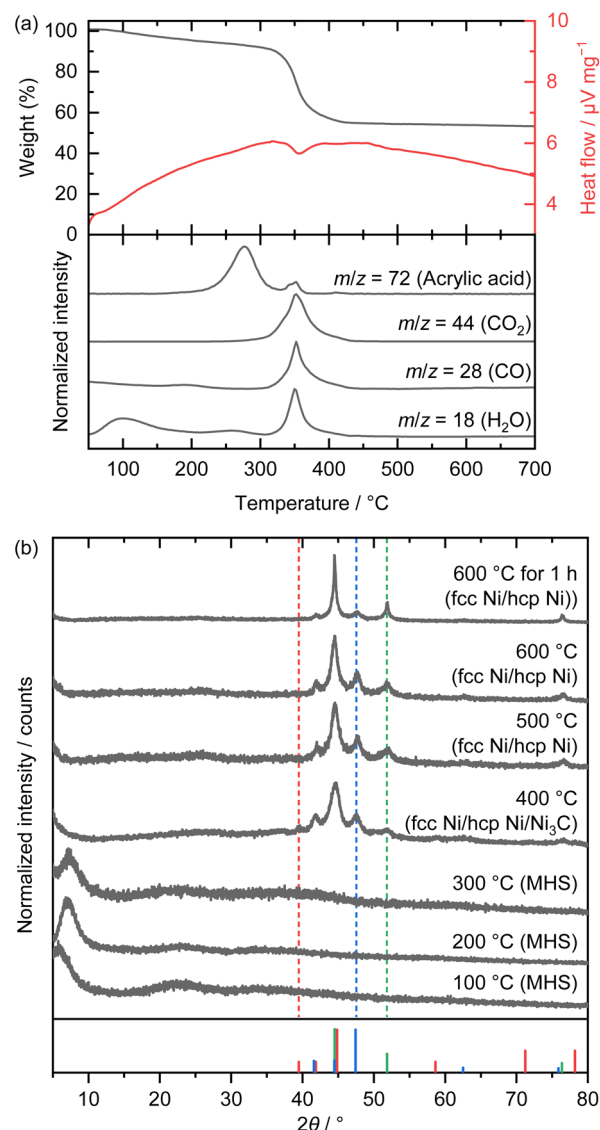 (a)
100
80
60
40
20
0
Weight (%)
10
8
6
4
Heat flow / μV mg⁻¹
Normalized intensity
m/z = 72 (Acrylic acid)
m/z = 44 (CO₂)
m/z = 28 (CO)
m/z = 18 (H₂O)
100 200 300 400 500 600 700
Temperature / °C
(b)
Normalized intensity / counts
600 °C for 1 h
(fcc Ni/hcp Ni))
600 °C
(fcc Ni/hcp Ni)
500 °C
(fcc Ni/hcp Ni)
400 °C
(fcc Ni/hcp Ni/Ni₃C)
300 °C (MHS)
200 °C (MHS)
100 °C (MHS)
10 20 30 40 50 60 70 80
2θ / °